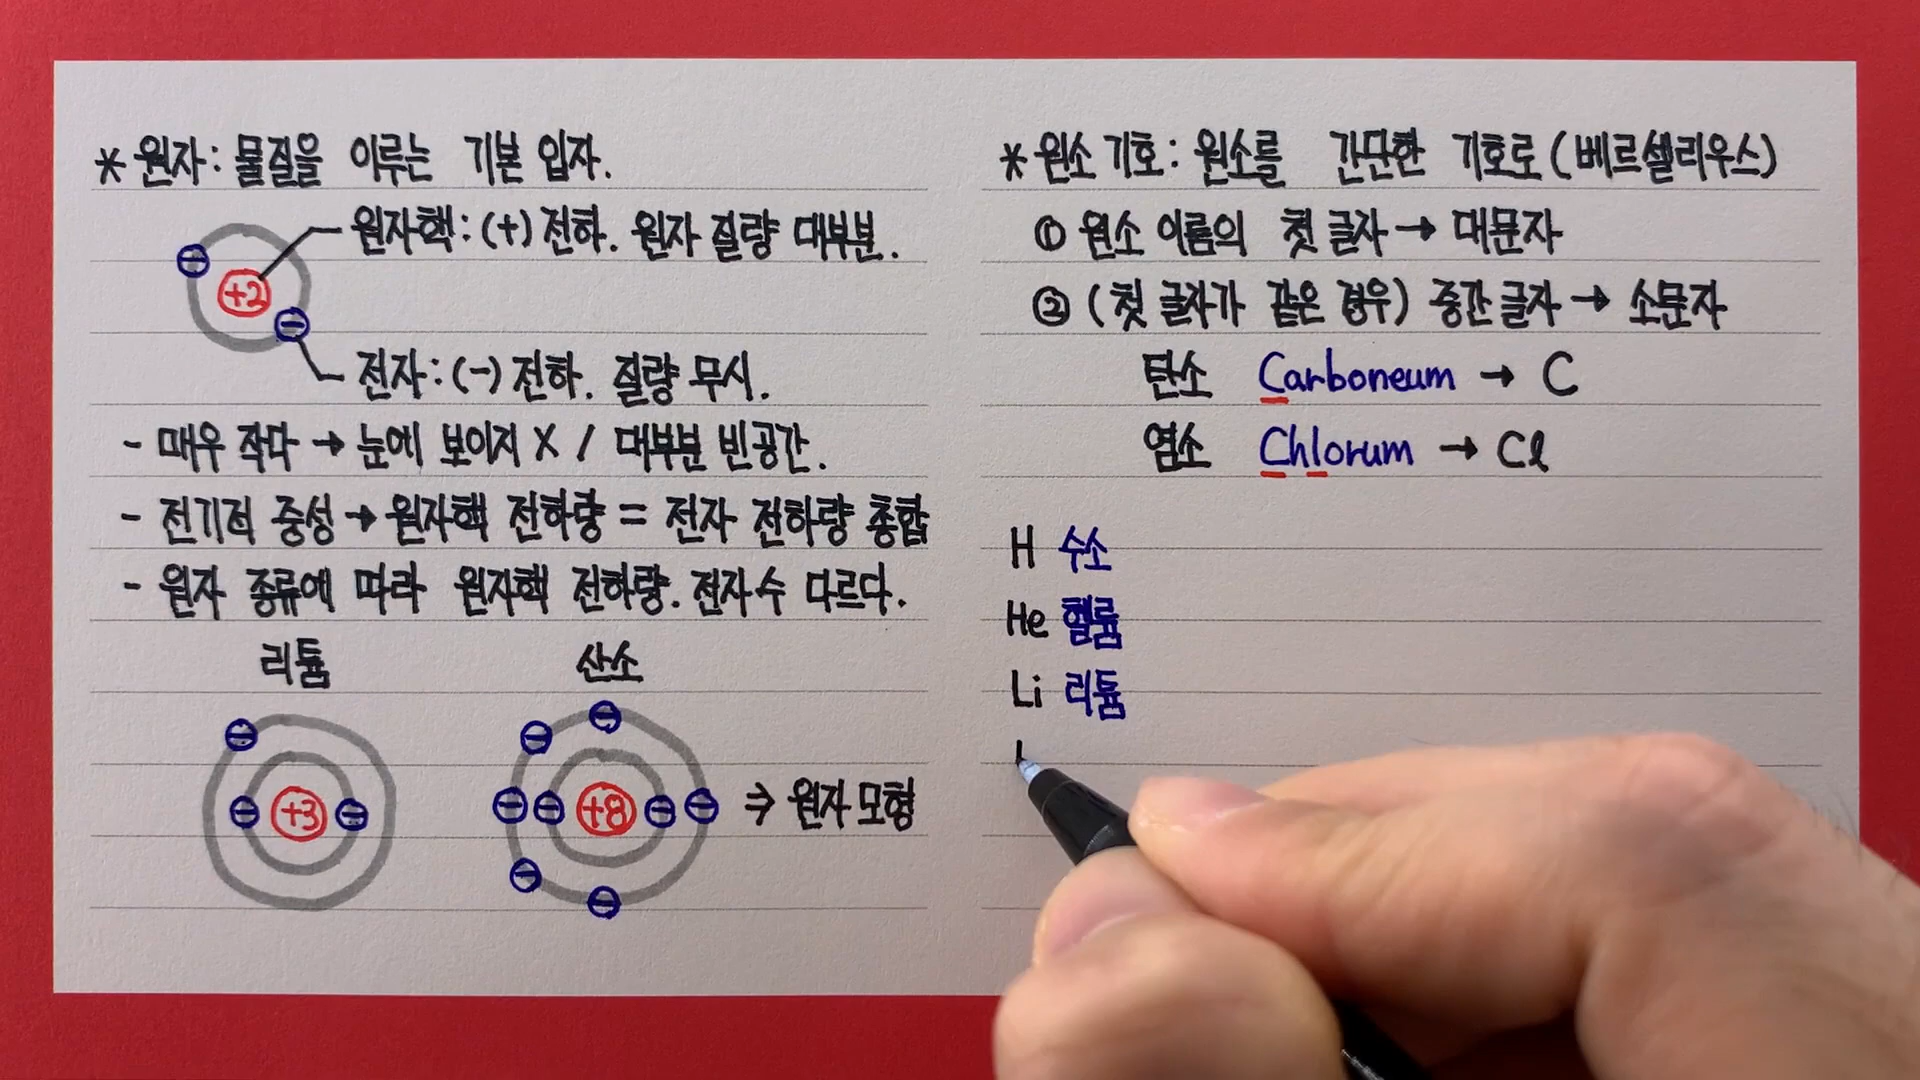 * 원자: 물질을 이루는 기본 입자.
원자핵: (+) 전하. 원자 질량 대부분.
⊖
+2
⊖
전자: (-) 전하. 질량 무시.
- 매우 작다 → 눈에 보이지 X / 대부분 빈공간.
- 전기적 중성 → 원자핵 전하량 = 전자 전하량 총합
- 원자 종류에 따라 원자핵 전하량. 전자수 다르다.
리튬 산소
⊖ ⊖ ⊖
⊖ +3 ⊖ ⊖ ⊖ +8 ⊖ ⊖ ⇒ 원자모형
⊖ ⊖
* 원소 기호: 원소를 간단한 기호로 (베르셀리우스)
① 원소 이름의 첫 글자 → 대문자
② (첫 글자가 같은 경우) 중간 글자 → 소문자
탄소 Carboneum → C
염소 Chlorum → Cl
H 수소
He 헬륨
Li 리튬